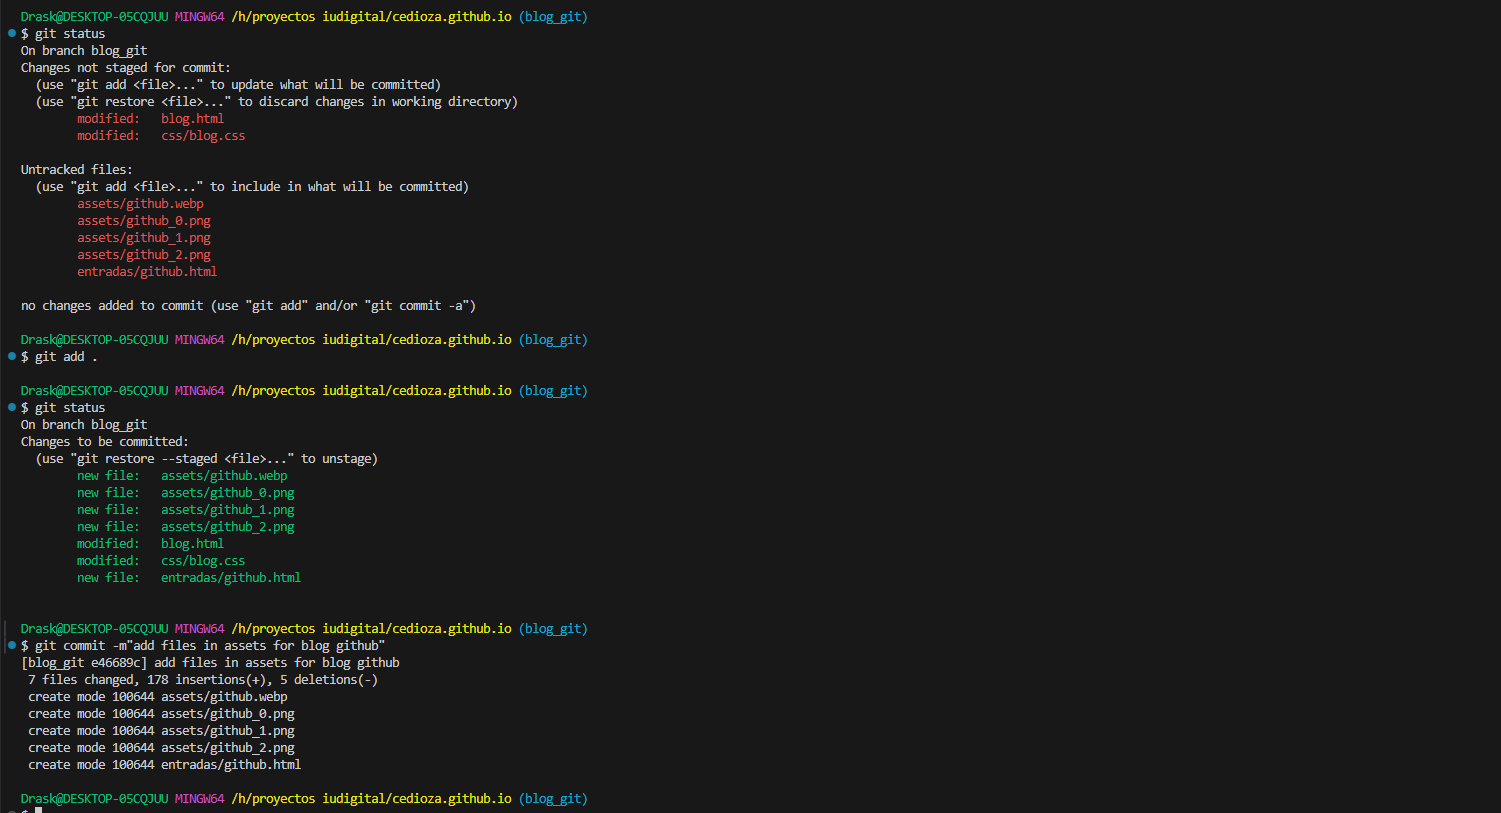 Drask@DESKTOP-05CQJUU MINGW64 /h/proyectos iudigital/cedioza.github.io (blog_git)
$ git status
On branch blog_git
Changes not staged for commit:
  (use "git add <file>..." to update what will be committed)
  (use "git restore <file>..." to discard changes in working directory)
        modified:   blog.html
        modified:   css/blog.css

Untracked files:
  (use "git add <file>..." to include in what will be committed)
        assets/github.webp
        assets/github_0.png
        assets/github_1.png
        assets/github_2.png
        entradas/github.html

no changes added to commit (use "git add" and/or "git commit -a")

Drask@DESKTOP-05CQJUU MINGW64 /h/proyectos iudigital/cedioza.github.io (blog_git)
$ git add .

Drask@DESKTOP-05CQJUU MINGW64 /h/proyectos iudigital/cedioza.github.io (blog_git)
$ git status
On branch blog_git
Changes to be committed:
  (use "git restore --staged <file>..." to unstage)
        new file:   assets/github.webp
        new file:   assets/github_0.png
        new file:   assets/github_1.png
        new file:   assets/github_2.png
        modified:   blog.html
        modified:   css/blog.css
        new file:   entradas/github.html

Drask@DESKTOP-05CQJUU MINGW64 /h/proyectos iudigital/cedioza.github.io (blog_git)
$ git commit -m"add files in assets for blog github"
[blog_git e46689c] add files in assets for blog github
 7 files changed, 178 insertions(+), 5 deletions(-)
 create mode 100644 assets/github.webp
 create mode 100644 assets/github_0.png
 create mode 100644 assets/github_1.png
 create mode 100644 assets/github_2.png
 create mode 100644 entradas/github.html

Drask@DESKTOP-05CQJUU MINGW64 /h/proyectos iudigital/cedioza.github.io (blog_git)
$